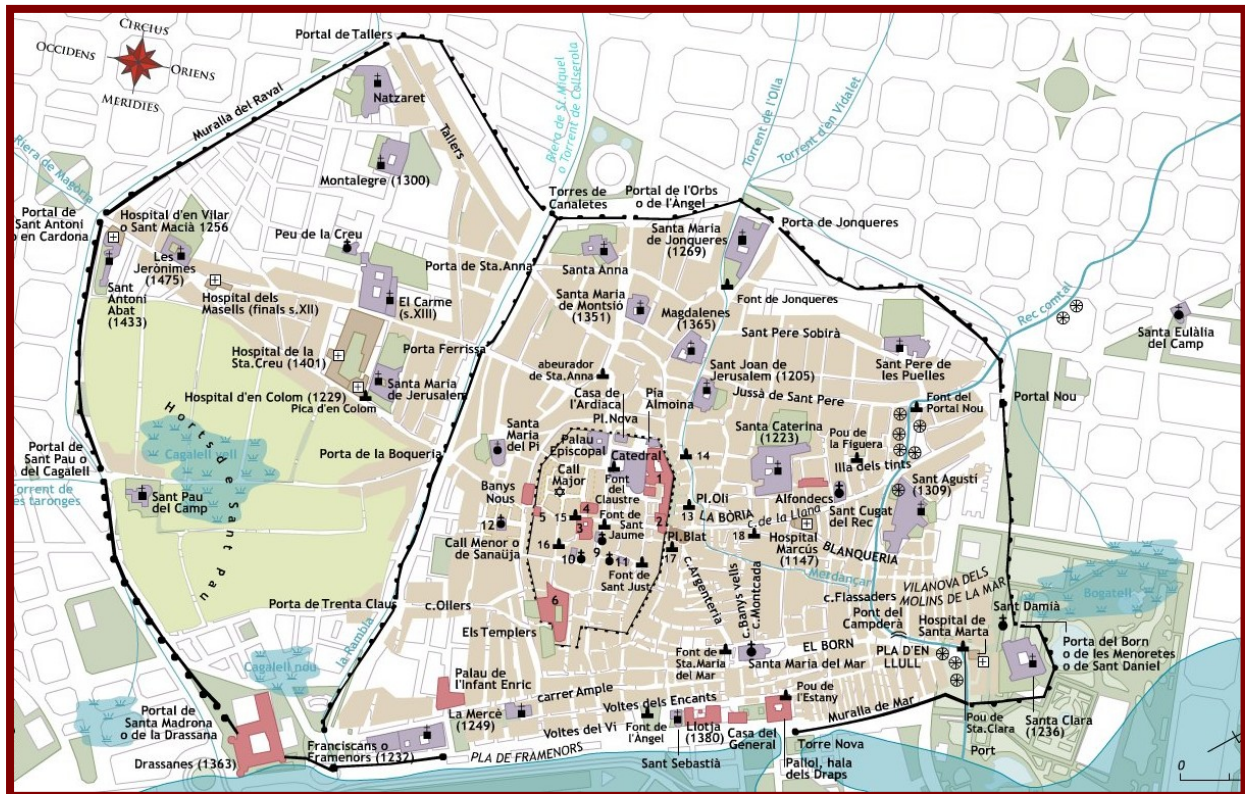 CIRCIUS
OCCIDENS
ORIENS
MERIDIES
Portal de Tallers
Muralla del Raval
Natzaret
Tallers
Montalegre (1300)
Riera de St. Miquel
o Torrent de Collserola
Torrent de l'Olla
Torrent d'en Vidalet
Riera de Magòria
Portal de
Sant Antoni
o en Cardona
Hospital d'en Vilar
o Sant Macià 1256
Les
Jerònimes
(1475)
Sant
Antoni
Abat
(1433)
Hospital dels
Masells (finals s.XII)
Peu de la Creu
El Carme
(s.XIII)
Torres de
Canaletes
Portal de l'Orbs
o de l'Àngel
Porta de Jonqueres
Santa Maria
de Jonqueres
(1269)
Porta de Sta.Anna
Santa Anna
Font de Jonqueres
Santa Maria
de Montsió
(1351)
Magdalenes
(1365)
Sant Pere Sobirà
Rec comtal
Santa Eulàlia
del Camp
Hospital de la
Sta.Creu (1401)
Porta Ferrissa
Hospital d'en Colom (1229)
Pica d'en Colom
Santa Maria
de Jerusalem
abeurador
de Sta.Anna
Sant Joan de
Jerusalem (1205)
Sant Pere de
les Puelles
Jussà de Sant Pere
Casa de
l'Ardiaca
Pia
Almoina
Pl.Nova
Font del
Portal Nou
Portal Nou
Horts de Sant Pau
Cagalell vell
Portal de
Sant Pau o
del Cagalell
Torrent de
les taronges
Sant Pau
del Camp
Porta de la Boqueria
Santa
Maria
del Pi
Palau
Episcopal
Catedral
Call
Major
Font
del
Claustre
Santa Caterina
(1223)
Pou de
la Figuera
Illa dels tints
Sant Agustí
(1309)
Alfondecs
Sant Cugat
del Rec
Banys
Nous
1
14
5
4
15
3
Font de
Sant
Jaume
2
13
Pl.Oli
LA BÒRIA
c. de la Llana
12
Call Menor o
de Sanaüja
16
10
9
11
Font de
Sant Just
Pl.Blat
17
18
Hospital
Marcús
(1147)
BLANQUERIA
Merdançar
VILANOVA DELS
MOLINS DE LA MAR
Bogatell
c.Argenteria
c.Banys vells
c.Montcada
c.Flassaders
Pont del
Campderà
Sant Damià
Hospital de
Santa Marta
Porta de Trenta Claus
c.Ollers
6
Els Templers
EL BORN
PLA D'EN
LLULL
Porta del Born
o de les Menoretes
o de Sant Daniel
Font de
Sta.Maria
del Mar
Santa Maria del Mar
la Rambla
Cagalell nou
Palau de
l'Infant Enric
carrer Ample
Voltes dels Encants
Pou de
l'Estany
Muralla de Mar
Portal de
Santa Madrona
o de la Drassana
La Mercè
(1249)
Voltes del Vi
Font de
l'Àngel
Llotja
(1380)
Casa del
General
Pou de
Sta.Clara
Santa Clara
(1236)
Port
Drassanes (1363)
Franciscans o
Framenors (1232)
PLA DE FRAMENORS
Sant Sebastià
Torre Nova
Pallol, hala
dels Draps
0